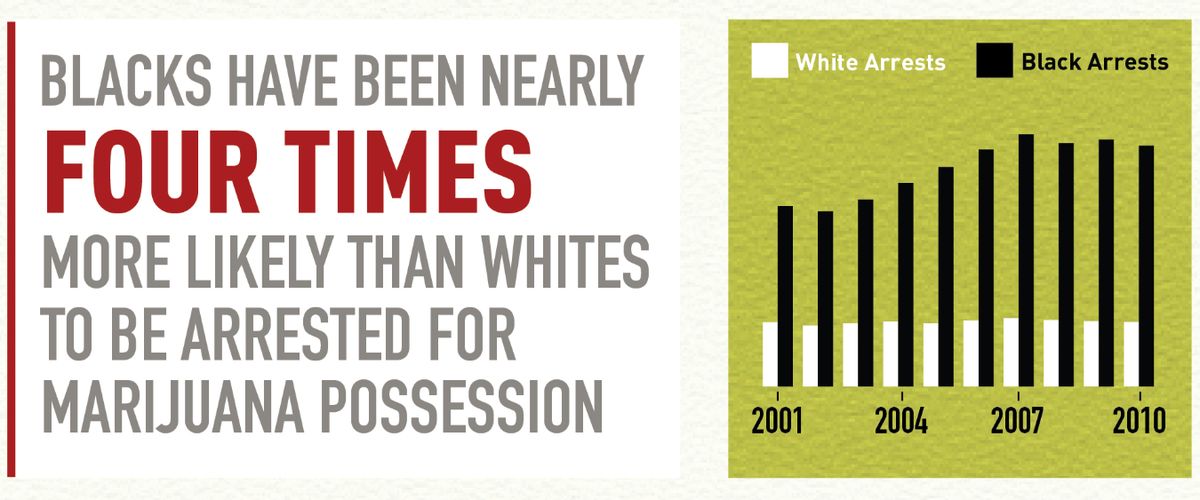 BLACKS HAVE BEEN NEARLY
FOUR TIMES
MORE LIKELY THAN WHITES
TO BE ARRESTED FOR
MARIJUANA POSSESSION
White Arrests
Black Arrests
2001
2004
2007
2010